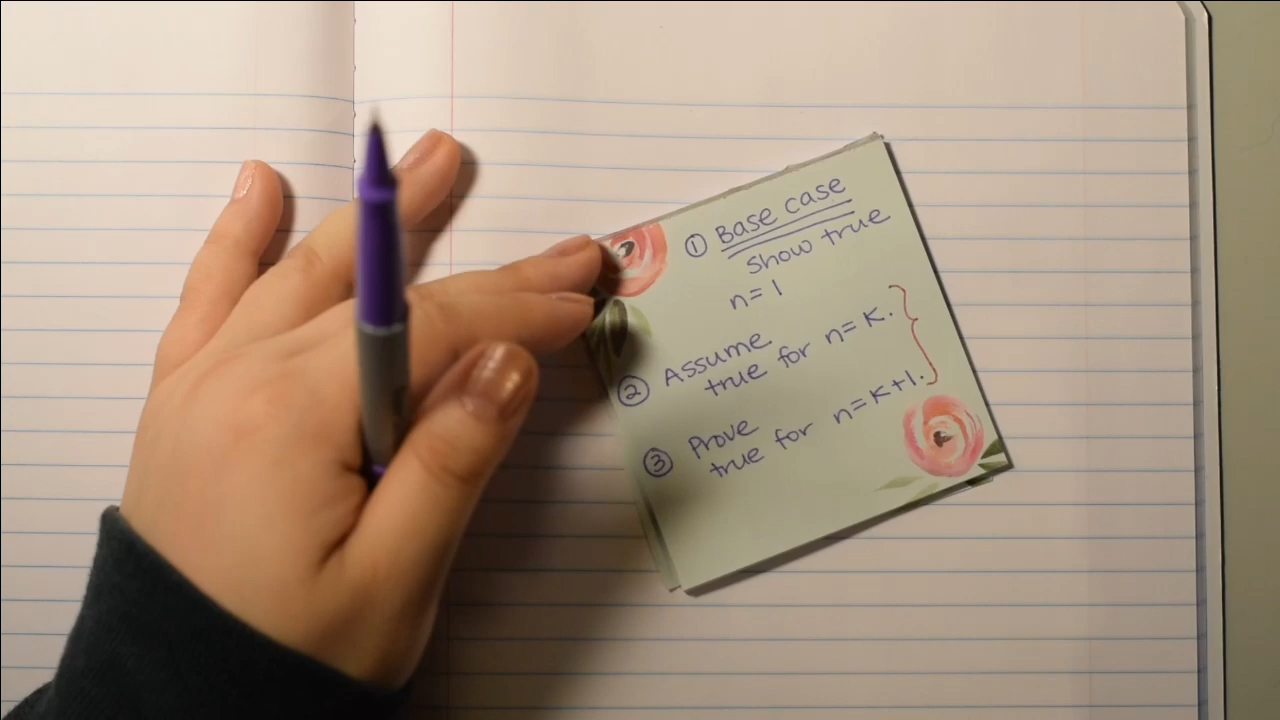 ① Base case
show true
n=1
② Assume
true for n=k.
③ Prove
true for n=k+1.